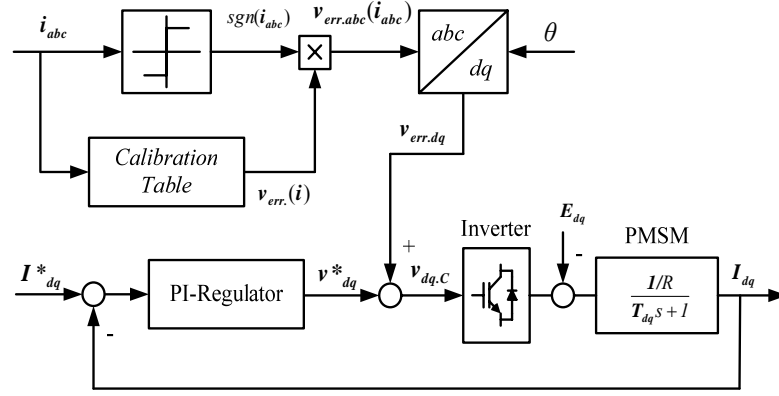 i_abc
sgn(i_abc)
v_err.abc(i_abc)
abc
dq
θ
Calibration
Table
v_err.(i)
v_err.dq
I*_dq
-
PI-Regulator
v*_dq
+
v_dq.C
Inverter
E_dq
-
PMSM
1/R
T_dq s+1
I_dq